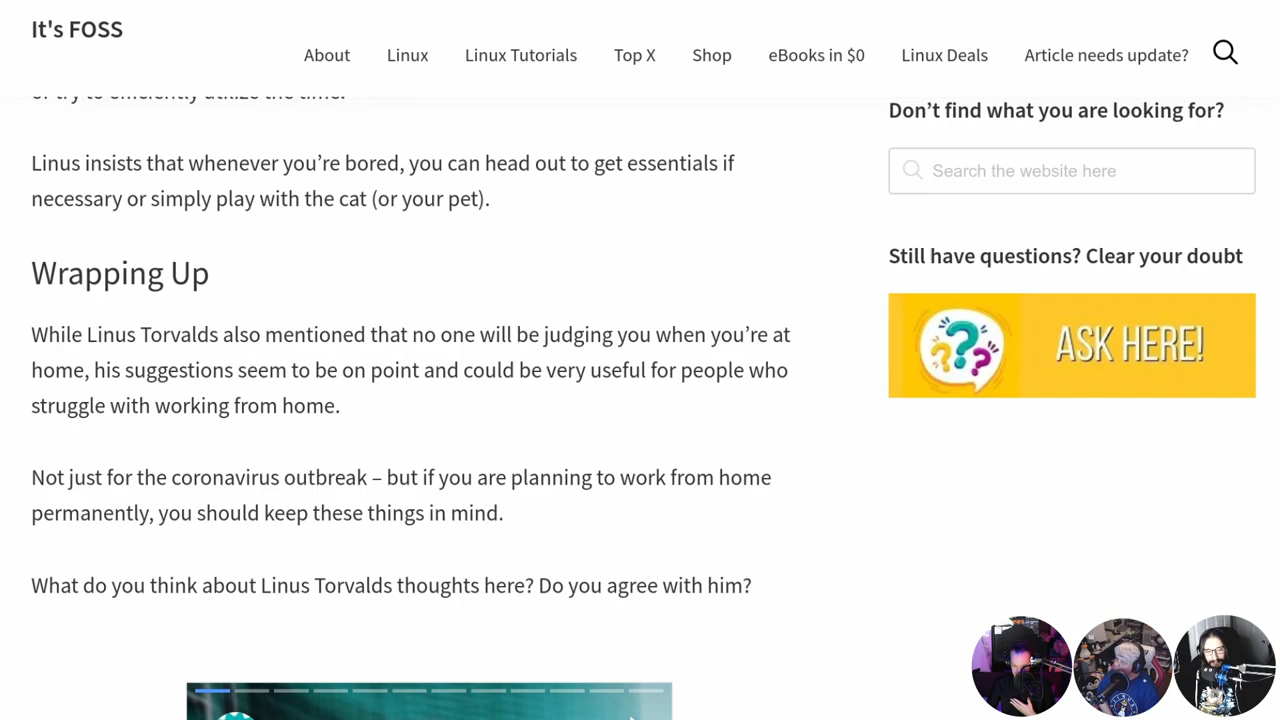 It's FOSS
About Linux Linux Tutorials Top X Shop eBooks in $0 Linux Deals Article needs update?
or try to efficiently utilize the time.
Linus insists that whenever you’re bored, you can head out to get essentials if
necessary or simply play with the cat (or your pet).
Wrapping Up
While Linus Torvalds also mentioned that no one will be judging you when you’re at
home, his suggestions seem to be on point and could be very useful for people who
struggle with working from home.
Not just for the coronavirus outbreak – but if you are planning to work from home
permanently, you should keep these things in mind.
What do you think about Linus Torvalds thoughts here? Do you agree with him?
Don’t find what you are looking for?
Search the website here
Still have questions? Clear your doubt
ASK HERE!